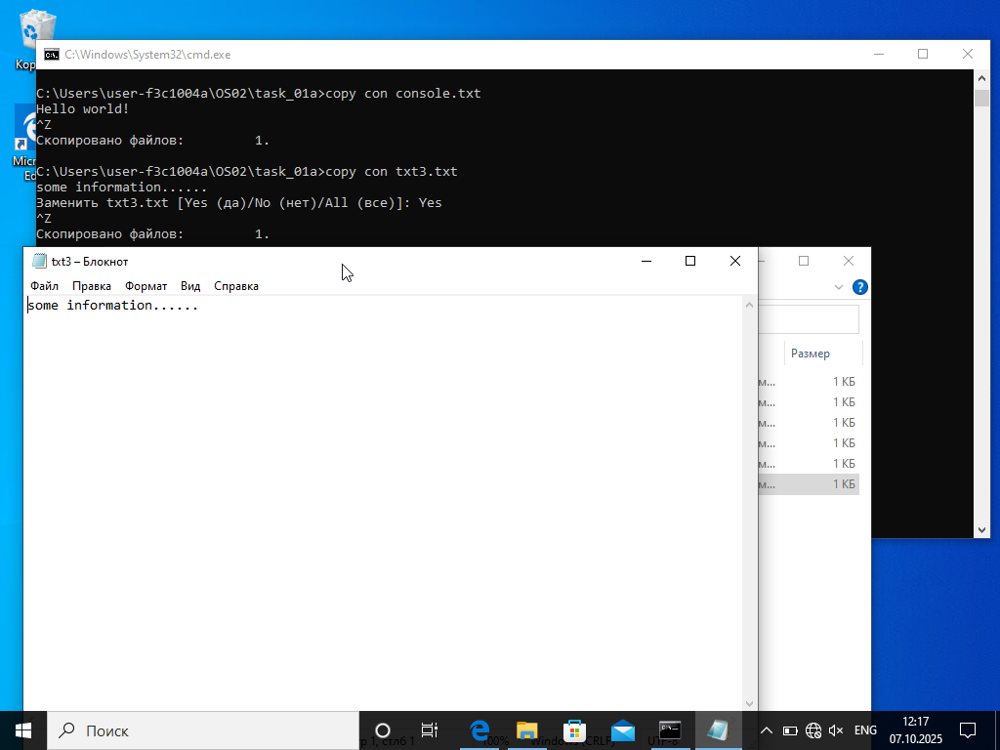 Кор
Mic
Ed
C:\Windows\System32\cmd.exe
C:\Users\user-f3c1004a\OS02\task_01a>copy con console.txt
Hello world!
^Z
Скопировано файлов:         1.
C:\Users\user-f3c1004a\OS02\task_01a>copy con txt3.txt
some information......
Заменить txt3.txt [Yes (да)/No (нет)/All (все)]: Yes
^Z
Скопировано файлов:         1.
txt3 – Блокнот
Файл Правка Формат Вид Справка
some information......
?
Размер
м... 1 КБ
м... 1 КБ
м... 1 КБ
м... 1 КБ
м... 1 КБ
м... 1 КБ
1, стлб 1 100% Windows (CRLF) UTF-8
Поиск
ENG
12:17
07.10.2025